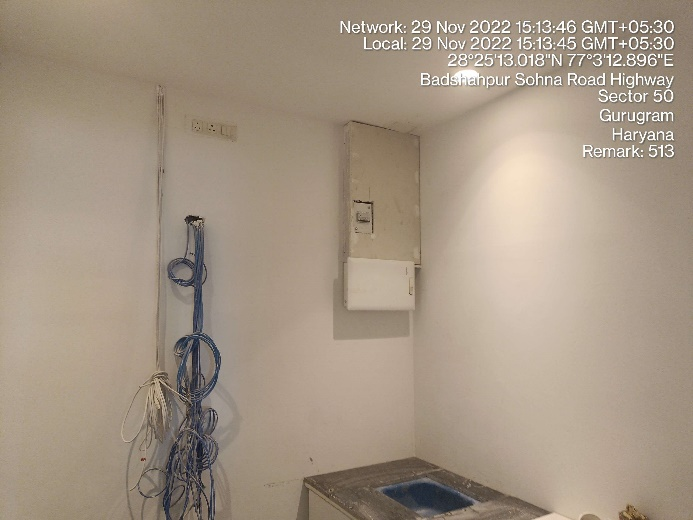 Network: 29 Nov 2022 15:13:46 GMT+05:30
Local: 29 Nov 2022 15:13:45 GMT+05:30
28°25'13.018"N 77°3'12.896"E
Badshahpur Sohna Road Highway
Sector 50
Gurugram
Haryana
Remark: 513